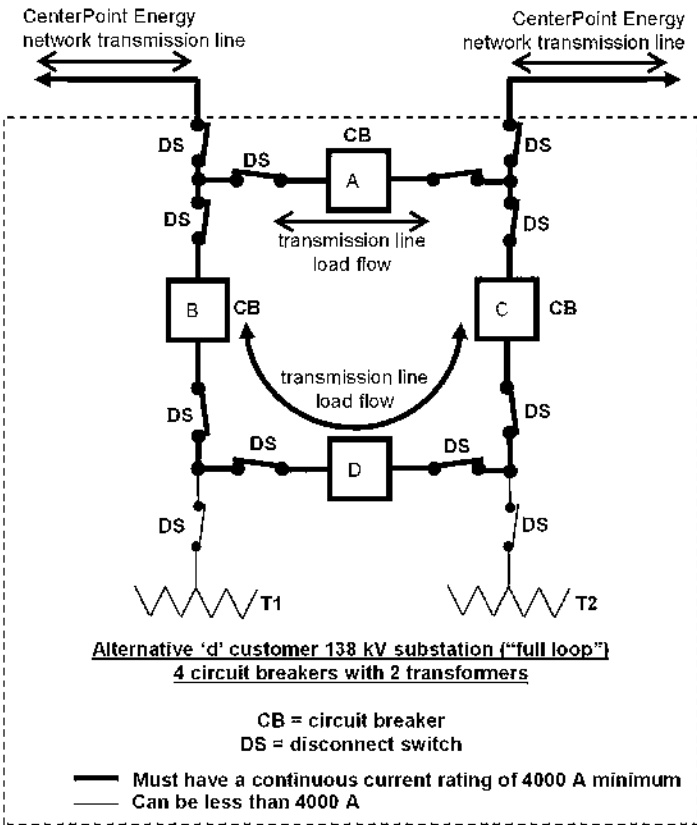 CenterPoint Energy
network transmission line
CenterPoint Energy
network transmission line
DS
DS
CB
A
DS
DS
transmission line
load flow
DS
B
CB
C
CB
transmission line
load flow
DS
DS
DS
D
DS
DS
DS
T1
T2
Alternative ‘d’ customer 138 kV substation (“full loop”)
4 circuit breakers with 2 transformers
CB = circuit breaker
DS = disconnect switch
Must have a continuous current rating of 4000 A minimum
Can be less than 4000 A